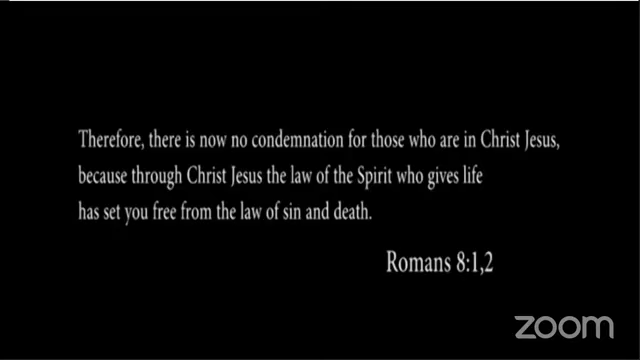 Therefore, there is now no condemnation for those who are in Christ Jesus,
because through Christ Jesus the law of the Spirit who gives life
has set you free from the law of sin and death.
Romans 8:1,2
zoom